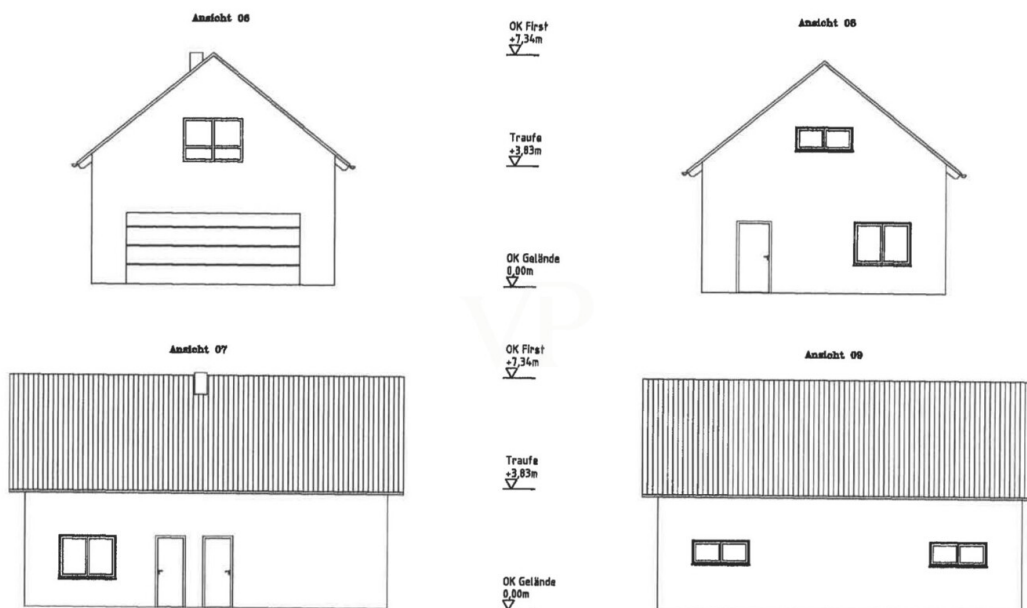 Ansicht 06
OK First
+7,34m
Ansicht 08
Traufe
+3,83m
OK Gelände
0,00m
VP
Ansicht 07
OK First
+7,34m
Ansicht 09
Traufe
+3,83m
OK Gelände
0,00m